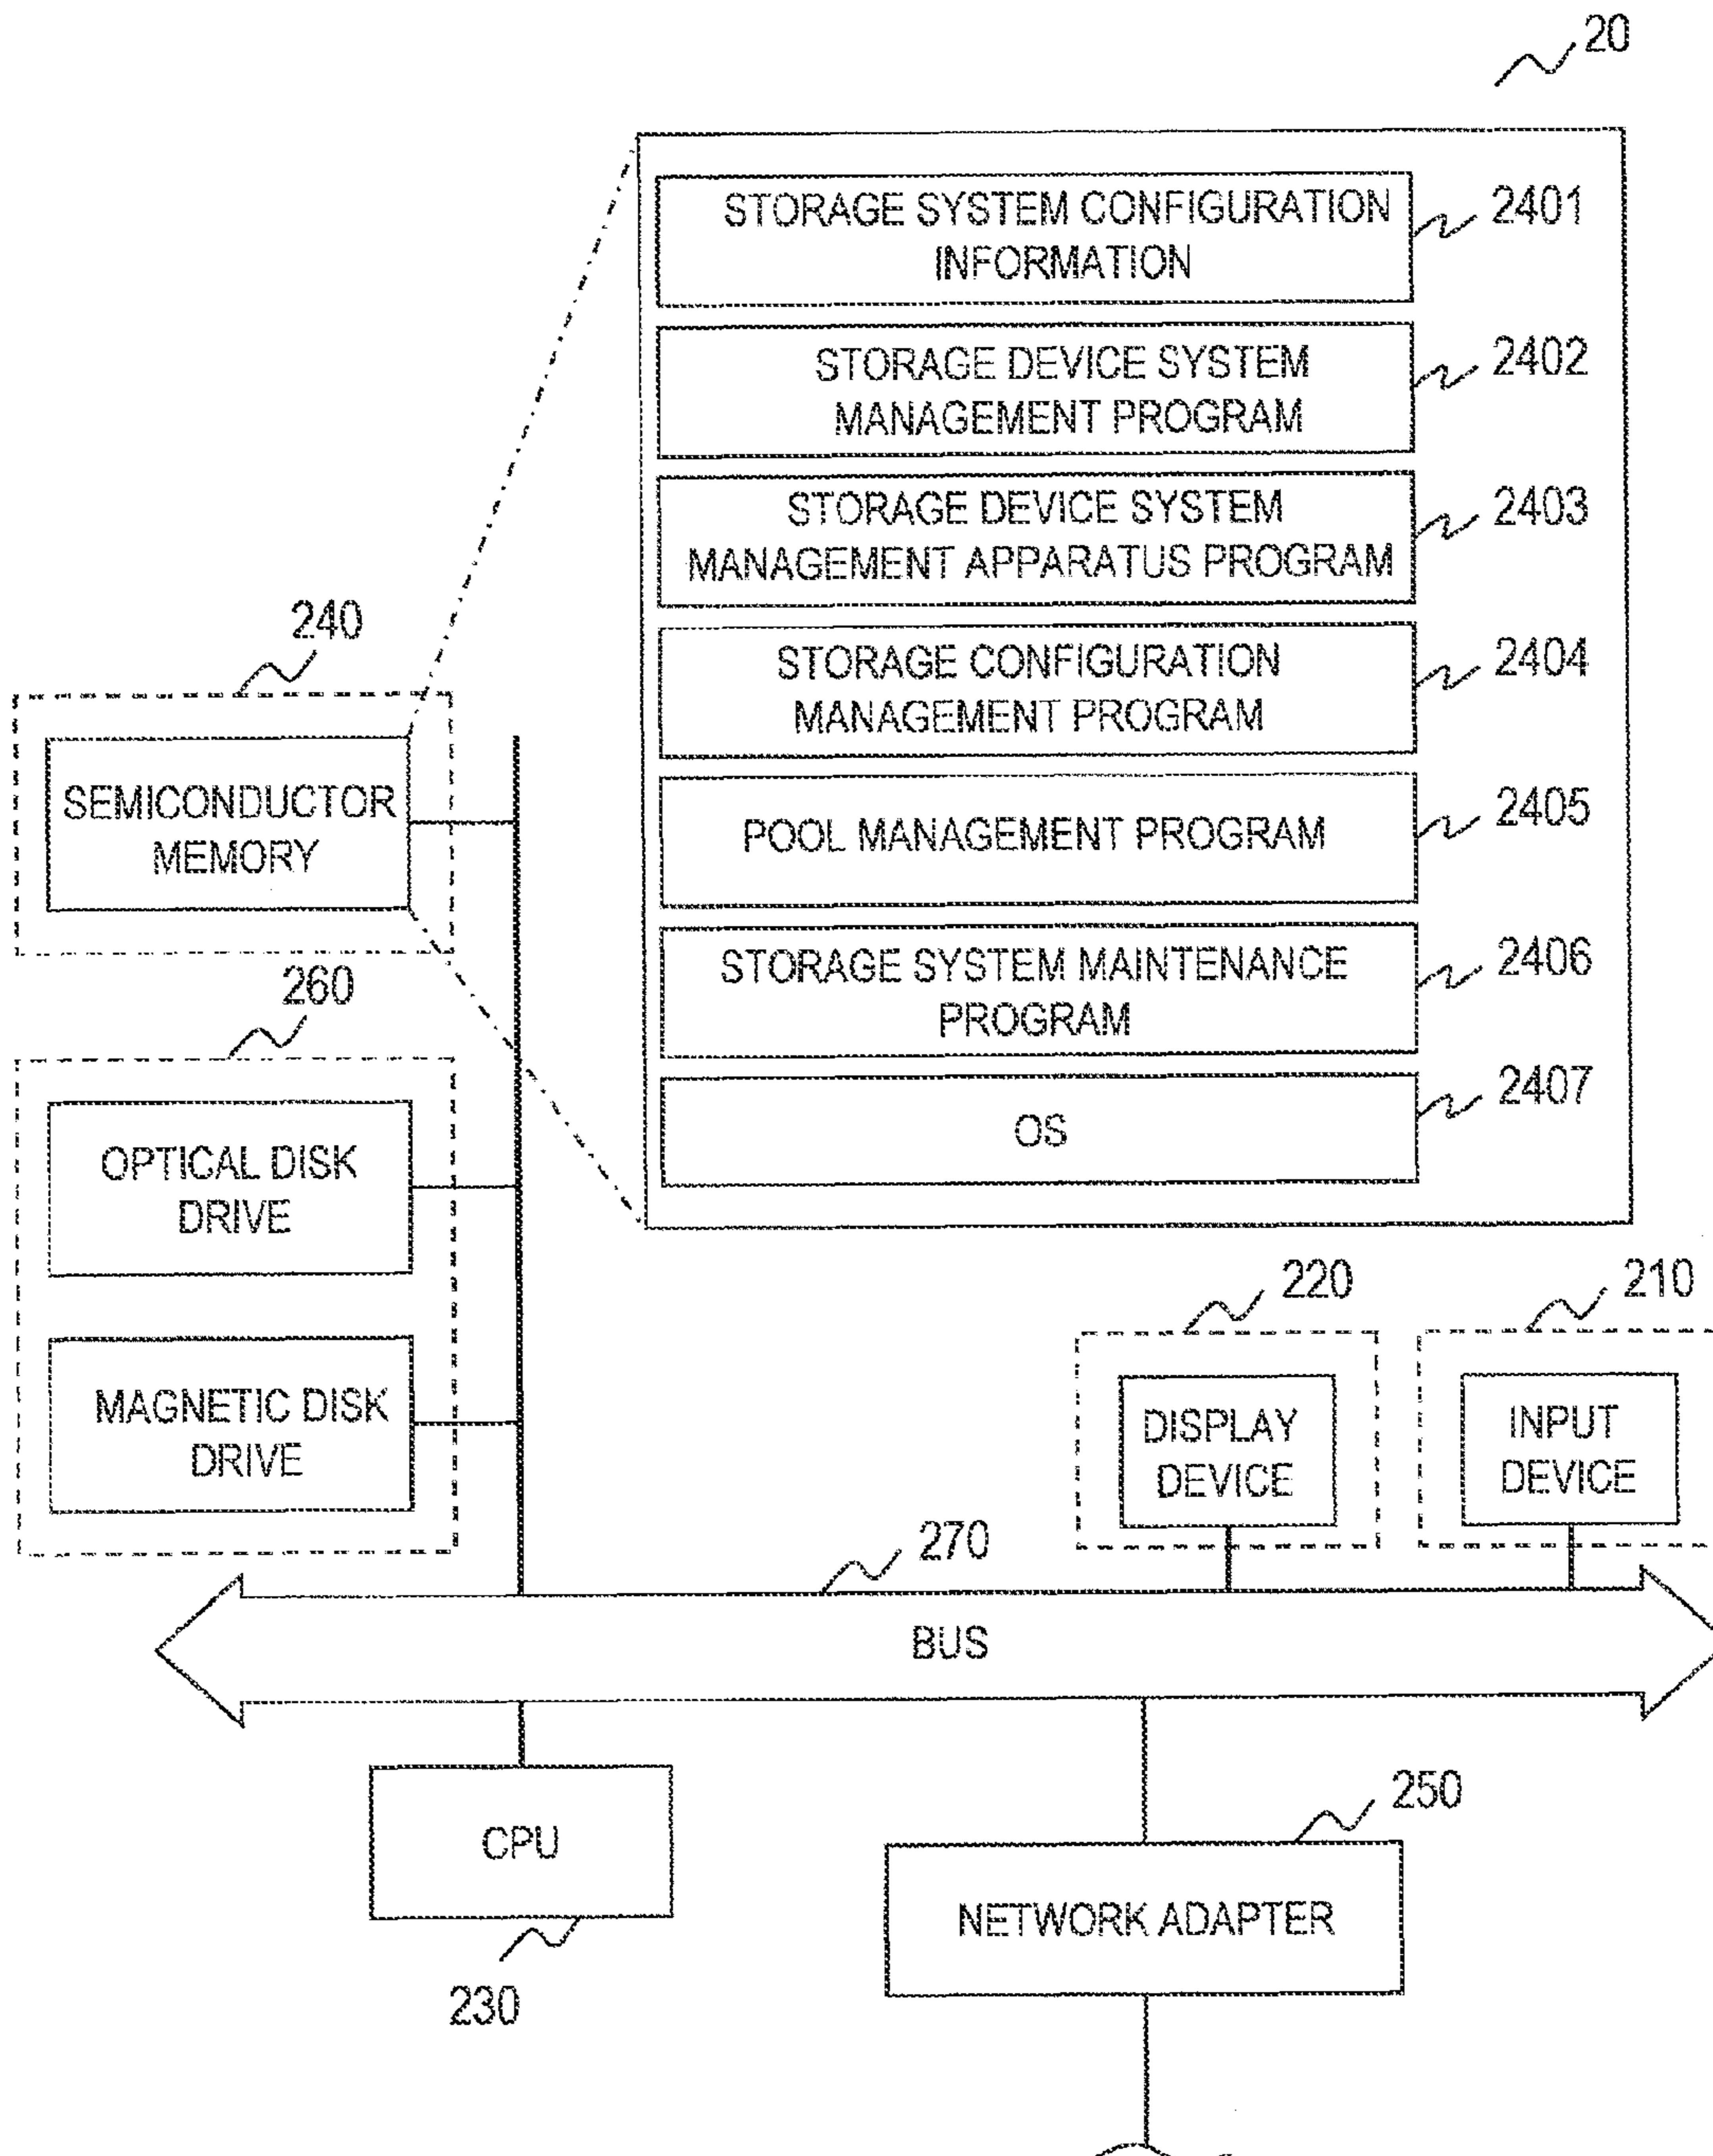 20
STORAGE SYSTEM CONFIGURATION
INFORMATION
2401
STORAGE DEVICE SYSTEM
MANAGEMENT PROGRAM
2402
STORAGE DEVICE SYSTEM
MANAGEMENT APPARATUS PROGRAM
2403
STORAGE CONFIGURATION
MANAGEMENT PROGRAM
2404
POOL MANAGEMENT PROGRAM
2405
STORAGE SYSTEM MAINTENANCE
PROGRAM
2406
OS
2407
240
SEMICONDUCTOR
MEMORY
260
OPTICAL DISK
DRIVE
MAGNETIC DISK
DRIVE
220
DISPLAY
DEVICE
210
INPUT
DEVICE
270
BUS
CPU
230
250
NETWORK ADAPTER